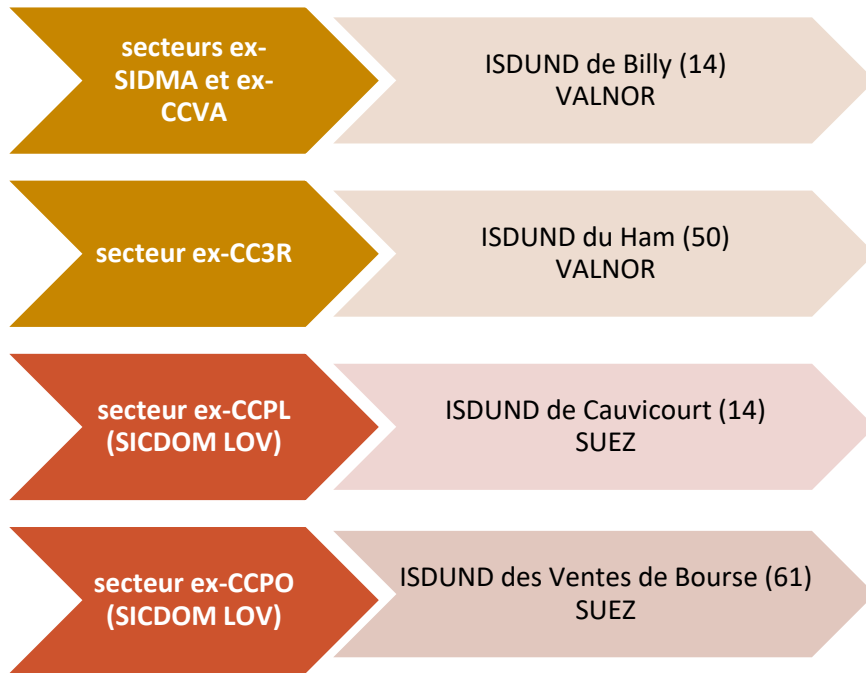 secteurs ex-
SIDMA et ex-
CCVA
ISDUND de Billy (14)
VALNOR
secteur ex-CC3R
ISDUND du Ham (50)
VALNOR
secteur ex-CCPL
(SICDOM LOV)
ISDUND de Cauvicourt (14)
SUEZ
secteur ex-CCPO
(SICDOM LOV)
ISDUND des Ventes de Bourse (61)
SUEZ